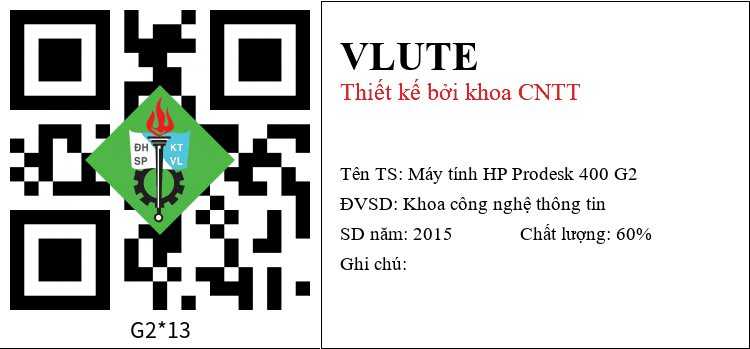 ĐH KT
SP VL
G2*13
VLUTE
Thiết kế bởi khoa CNTT
Tên TS: Máy tính HP Prodesk 400 G2
ĐVSD: Khoa công nghệ thông tin
SD năm: 2015 Chất lượng: 60%
Ghi chú: